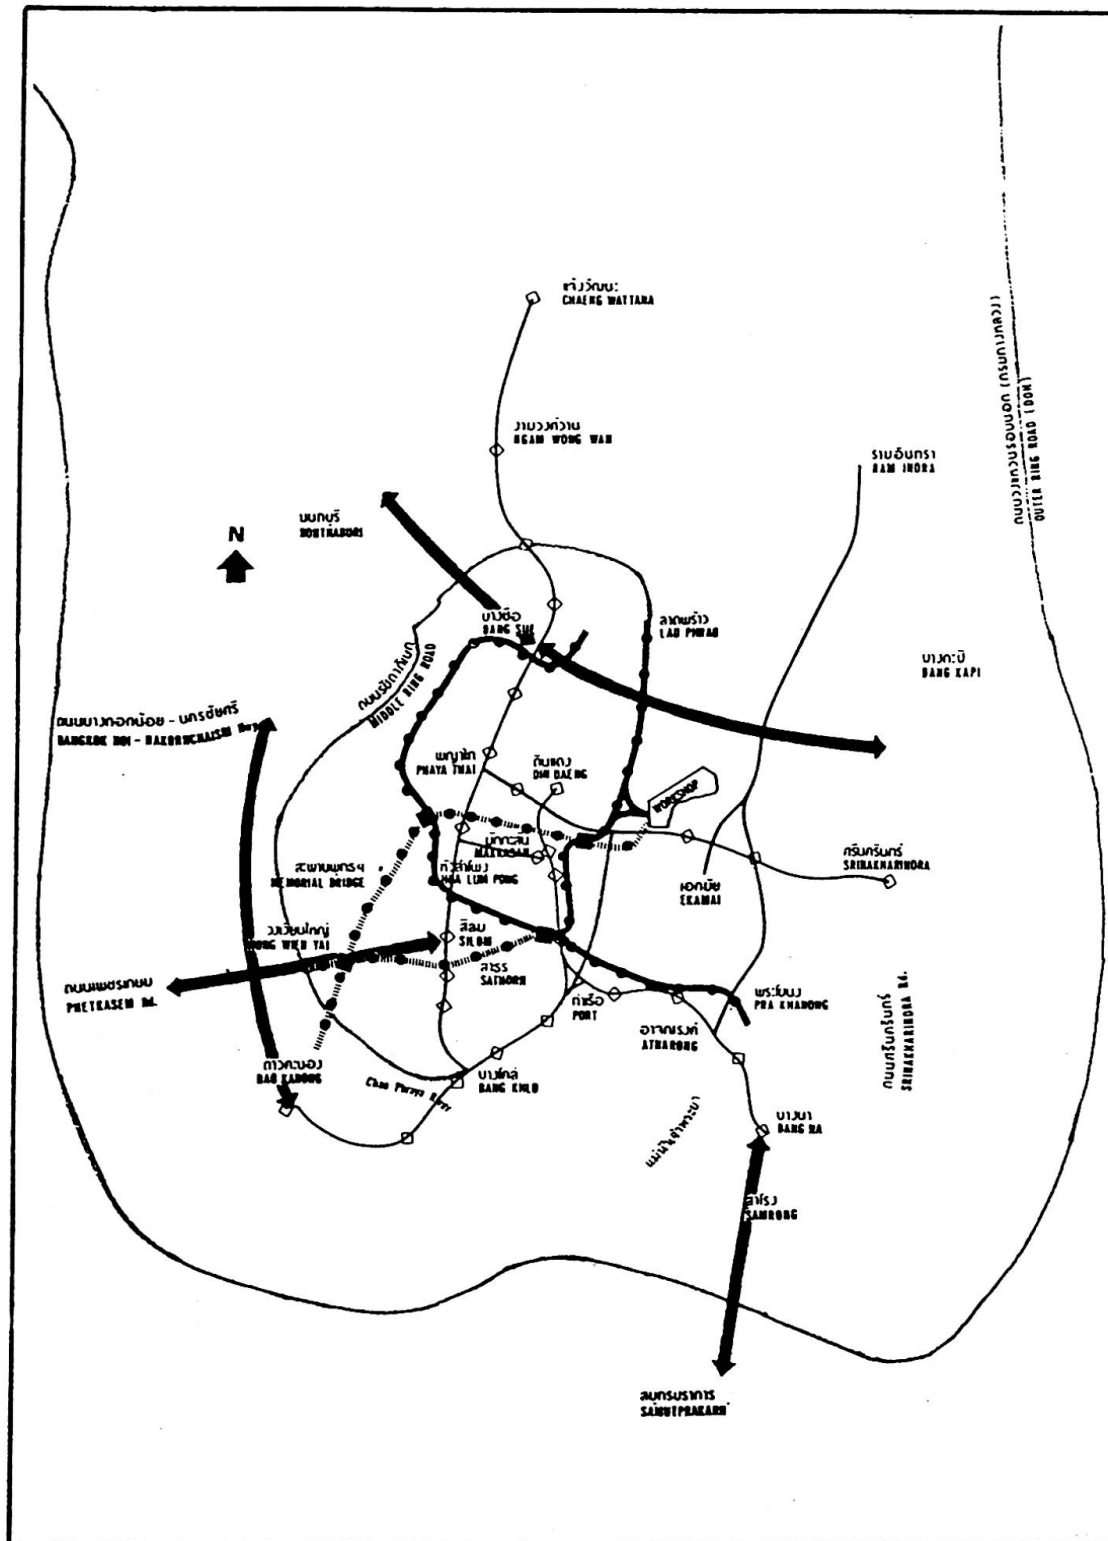 แจ้งวัฒนะ
CHAENG WATTANA
งามวงศ์วาน
NGAM WONG WAN
รามอินทรา
RAM INDRA
ถนนวงแหวนรอบนอก (กรมทางหลวง)
OUTER RING ROAD (DOH)
นนทบุรี
NONTHABURI
N
บางซื่อ
BANG SUE
ลาดพร้าว
LAD PHRAO
บางกะปิ
BANG KAPI
ถนนรัชดาภิเษก
MIDDLE RING ROAD
ถนนบางกอกน้อย - นครชัยศรี
BANGKOK NOI - NAKORNCHAISRI Hwy
พญาไท
PHAYA THAI
ดินแดง
DIN DAENG
WORKSHOP
มักกะสัน
MAKKASAN
สะพานพุทธฯ
MEMORIAL BRIDGE
หัวลำโพง
HUA LUM PONG
ศรีนครินทร์
SRINAKHARINDRA
เอกมัย
EKAMAI
วงเวียนใหญ่
WONG WIEN YAI
สีลม
SILOM
สาธร
SATHORN
ถนนเพชรเกษม
PHETKASEM Rd.
ท่าเรือ
PORT
พระโขนง
PRA KHANONG
อาจณรงค์
ATHARONG
ถนนศรีนครินทร์
SRINAKHARINDRA Rd.
ดาวคะนอง
DAO KANONG
Chao Phraya River
บางโคล่
BANG KHLO
แม่น้ำเจ้าพระยา
บางนา
BANG NA
สำโรง
SAMRONG
สมุทรปราการ
SAMUTPRAKARN